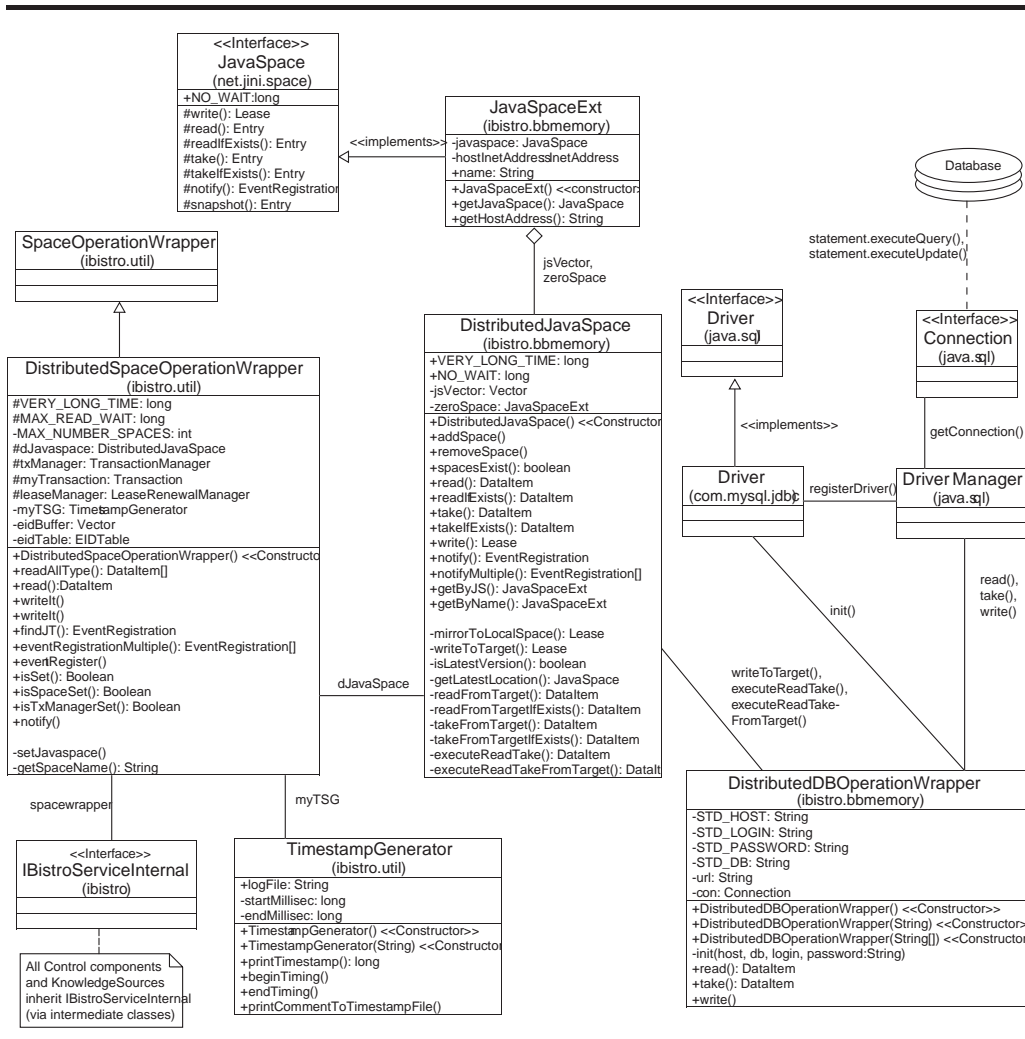 <<Interface>>
JavaSpace
(net.jini.space)
+NO_WAIT:long
#write(): Lease
#read(): Entry
#readIfExists(): Entry
#take(): Entry
#takeIfExists(): Entry
#notify(): EventRegistration
#snapshot(): Entry
<<implements>>
JavaSpaceExt
(ibistro.bbmemory)
-javaspace: JavaSpace
-hostInetAddress:InetAddress
+name: String
+JavaSpaceExt() <<constructor>
+getJavaSpace(): JavaSpace
+getHostAddress(): String
Database
statement.executeQuery(),
statement.executeUpdate()
SpaceOperationWrapper
(ibistro.util)
jsVector,
zeroSpace
<<Interface>>
Driver
(java.sql)
<<Interface>>
Connection
(java.sql)
DistributedSpaceOperationWrapper
(ibistro.util)
#VERY_LONG_TIME: long
#MAX_READ_WAIT: long
-MAX_NUMBER_SPACES: int
#dJavaspace: DistributedJavaSpace
#txManager: TransactionManager
#myTransaction: Transaction
#leaseManager: LeaseRenewalManager
-myTSG: TimestampGenerator
-eidBuffer: Vector
-eidTable: EIDTable
+DistributedSpaceOperationWrapper() <<Constructo
+readAllType(): DataItem[]
+read():DataItem
+writeIt()
+writeIt()
+findJT(): EventRegistration
+eventRegistrationMultiple(): EventRegistration[]
+eventRegister()
+isSet(): Boolean
+isSpaceSet(): Boolean
+isTxManagerSet(): Boolean
+notify()
-setJavaspace()
-getSpaceName(): String
dJavaSpace
DistributedJavaSpace
(ibistro.bbmemory)
+VERY_LONG_TIME: long
+NO_WAIT: long
-jsVector: Vector
-zeroSpace: JavaSpaceExt
+DistributedJavaSpace() <<Constructor
+addSpace()
+removeSpace()
+spacesExist(): boolean
+read(): DataItem
+readIfExists(): DataItem
+take(): DataItem
+takeIfExists(): DataItem
+write(): Lease
+notify(): EventRegistration
+notifyMultiple(): EventRegistration[]
+getByJS(): JavaSpaceExt
+getByName(): JavaSpaceExt
-mirrorToLocalSpace(): Lease
-writeToTarget(): Lease
-isLatestVersion(): boolean
-getLatestLocation(): JavaSpace
-readFromTarget(): DataItem
-readFromTargetIfExists(): DataItem
-takeFromTarget(): DataItem
-takeFromTargetIfExists(): DataItem
-executeReadTake(): DataItem
-executeReadTakeFromTarget(): DataIt
<<implements>>
getConnection()
Driver
(com.mysql.jdbc
registerDriver()
Driver Manager
(java.sql)
init()
read(),
take(),
write()
writeToTarget(),
executeReadTake(),
executeReadTake-
FromTarget()
spacewrapper
myTSG
<<Interface>>
IBistroServiceInternal
(ibistro)
All Control components
and KnowledgeSources
inherit IBistroServiceInternal
(via intermediate classes)
TimestampGenerator
(ibistro.util)
+logFile: String
-startMillisec: long
-endMillisec: long
+TimestampGenerator() <<Constructor>>
+TimestampGenerator(String) <<Constructor
+printTimestamp(): long
+beginTiming()
+endTiming()
+printCommentToTimestampFile()
DistributedDBOperationWrapper
(ibistro.bbmemory)
-STD_HOST: String
-STD_LOGIN: String
-STD_PASSWORD: String
-STD_DB: String
-url: String
-con: Connection
+DistributedDBOperationWrapper() <<Constructor>>
+DistributedDBOperationWrapper(String) <<Constructor>
+DistributedDBOperationWrapper(String[]) <<Constructor
-init(host, db, login, password:String)
+read(): DataItem
+take(): DataItem
+write()